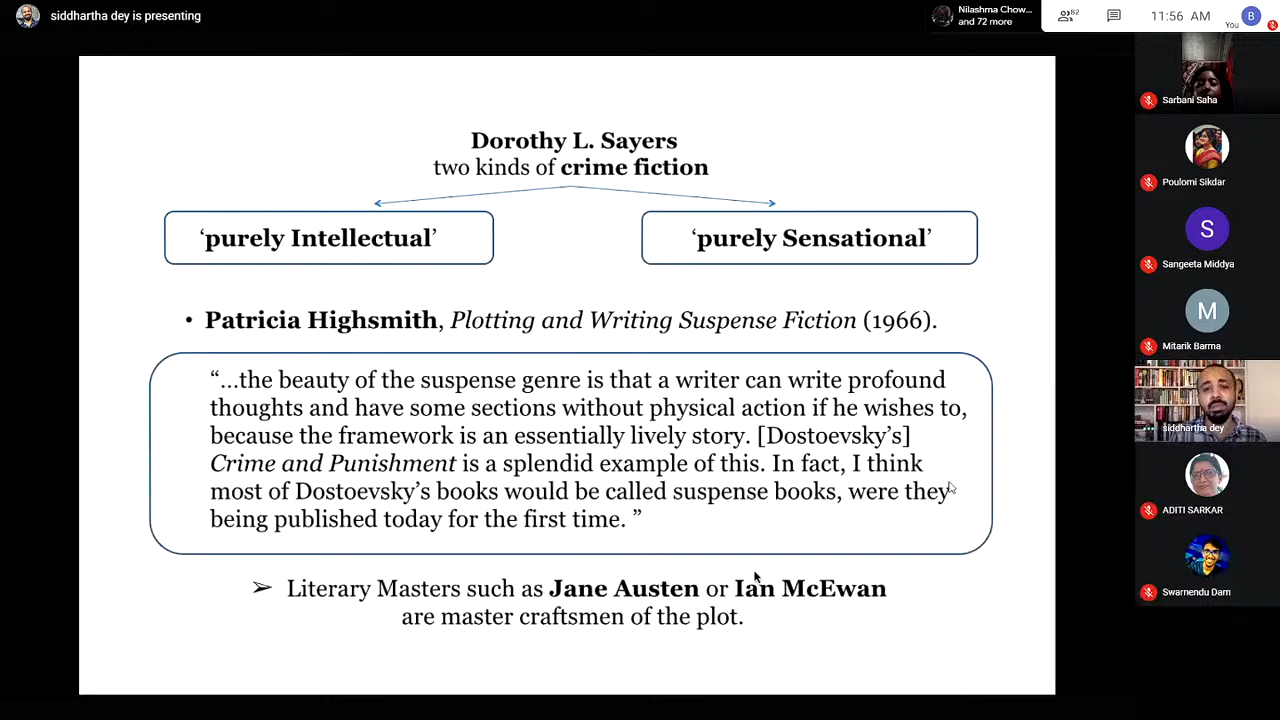 siddhartha dey is presenting
Nilashma Chow...
and 72 more
82
11:56 AM
You
B
Dorothy L. Sayers
two kinds of crime fiction
‘purely Intellectual’
‘purely Sensational’
• Patricia Highsmith, Plotting and Writing Suspense Fiction (1966).
“...the beauty of the suspense genre is that a writer can write profound
thoughts and have some sections without physical action if he wishes to,
because the framework is an essentially lively story. [Dostoevsky’s]
Crime and Punishment is a splendid example of this. In fact, I think
most of Dostoevsky’s books would be called suspense books, were they
being published today for the first time. ”
➢ Literary Masters such as Jane Austen or Ian McEwan
are master craftsmen of the plot.
Sarbani Saha
Poulomi Sikdar
S
Sangeeta Middya
M
Mitarik Barma
siddhartha dey
ADITI SARKAR
Swarnendu Dam